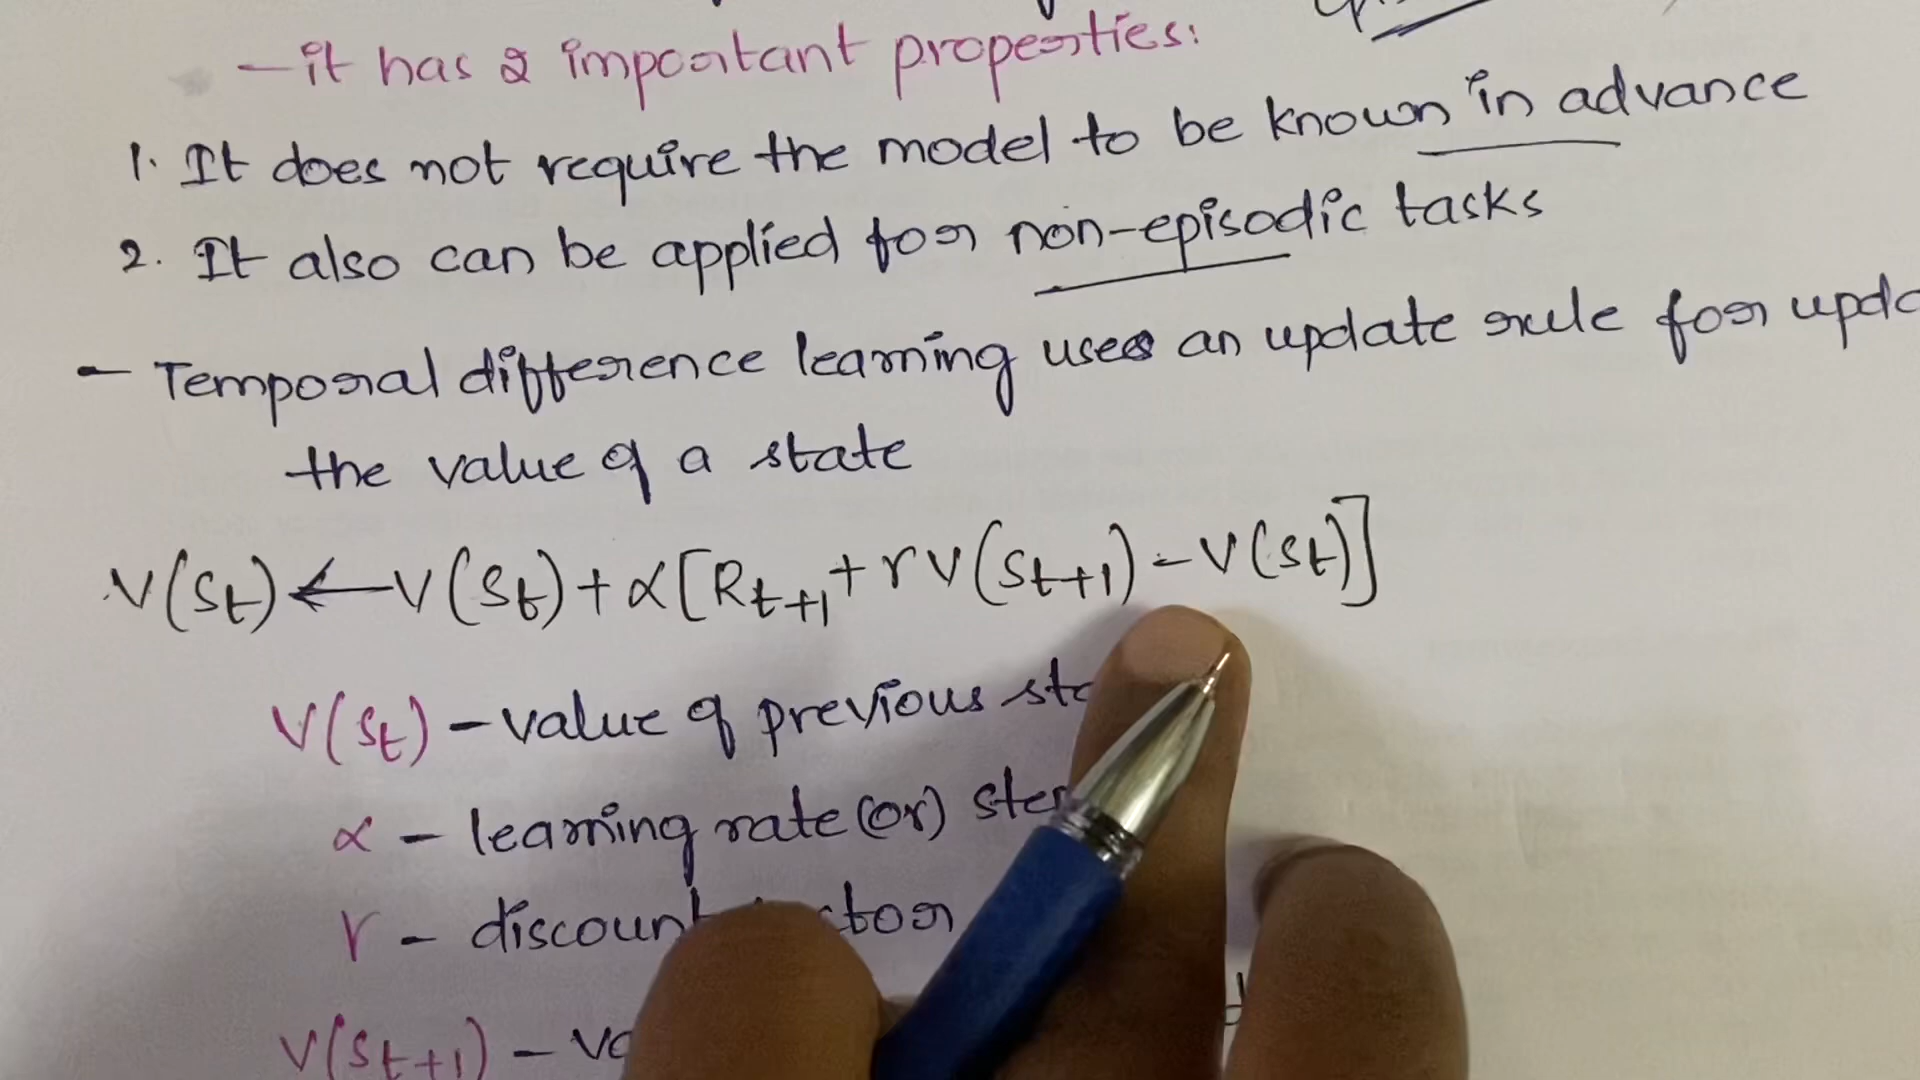 -it has 2 important properties:
1. It does not require the model to be known in advance
2. It also can be applied for non-episodic tasks
- Temporal difference learning uses an update rule for
the value of a state
V(St) ← V(St) + α[Rt+1 + rV(St+1) - V(St)]
V(St) - value of previous
α - learning rate (or)
r - discount
V(St+1) -